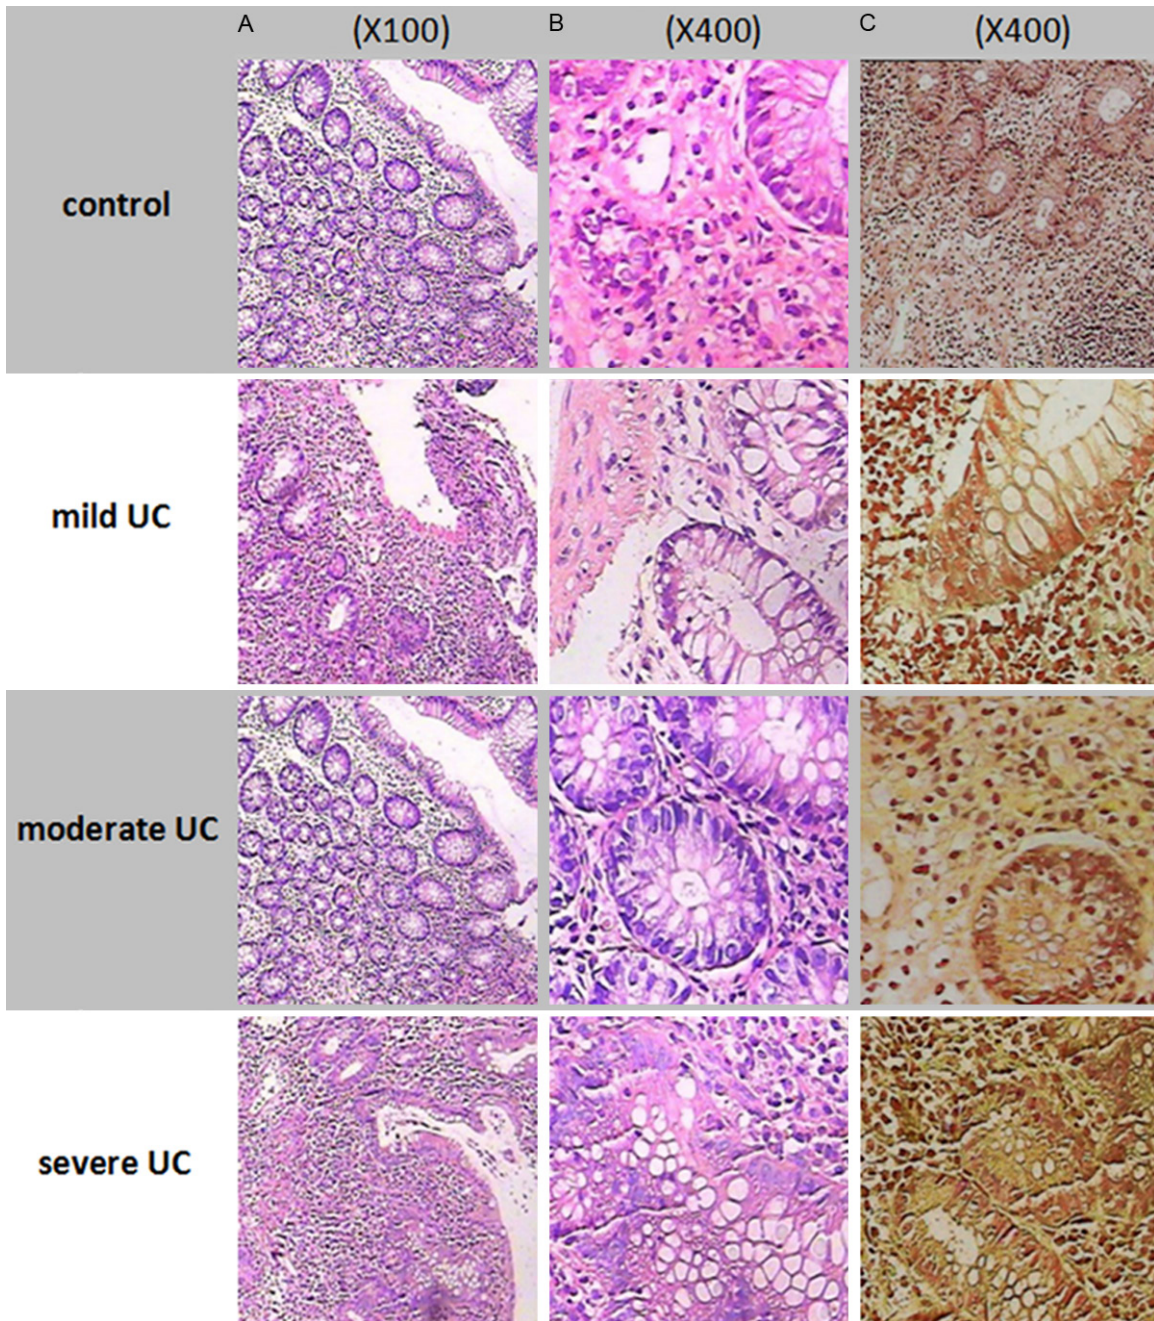 A (X100) B (X400) C (X400)
control
mild UC
moderate UC
severe UC